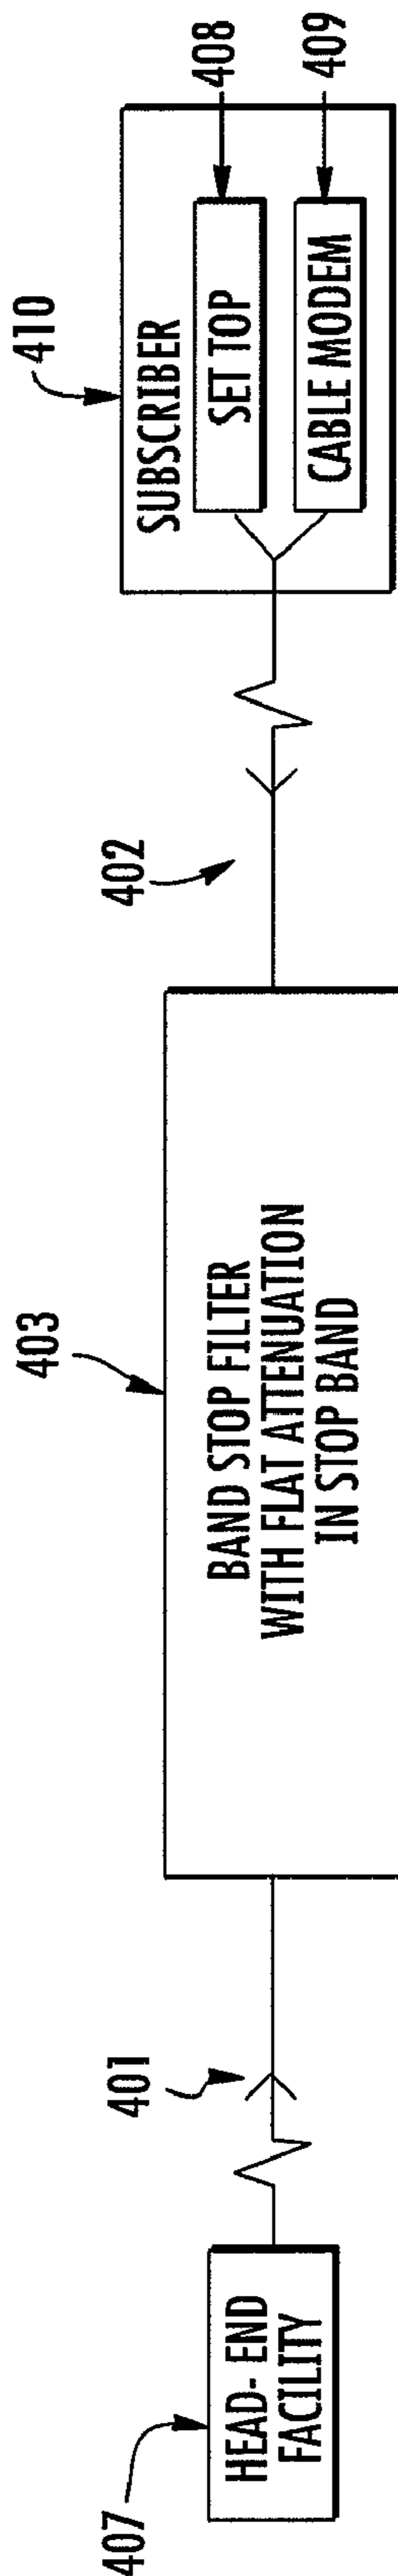 407
HEAD- END
FACILITY
401
403
BAND STOP FILTER
WITH FLAT ATTENUATION
IN STOP BAND
402
410
SUBSCRIBER
SET TOP
408
CABLE MODEM
409